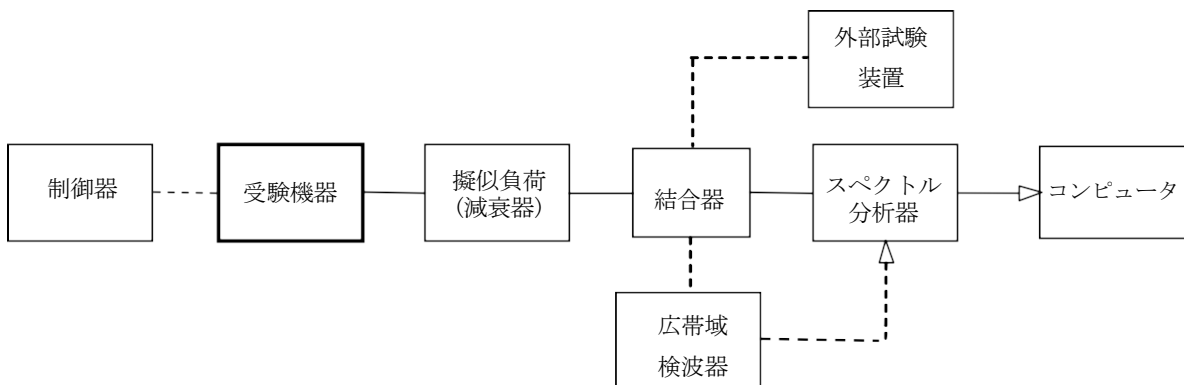 外部試験
装置
制御器
受験機器
擬似負荷
(減衰器)
結合器
スペクトル
分析器
コンピュータ
広帯域
検波器